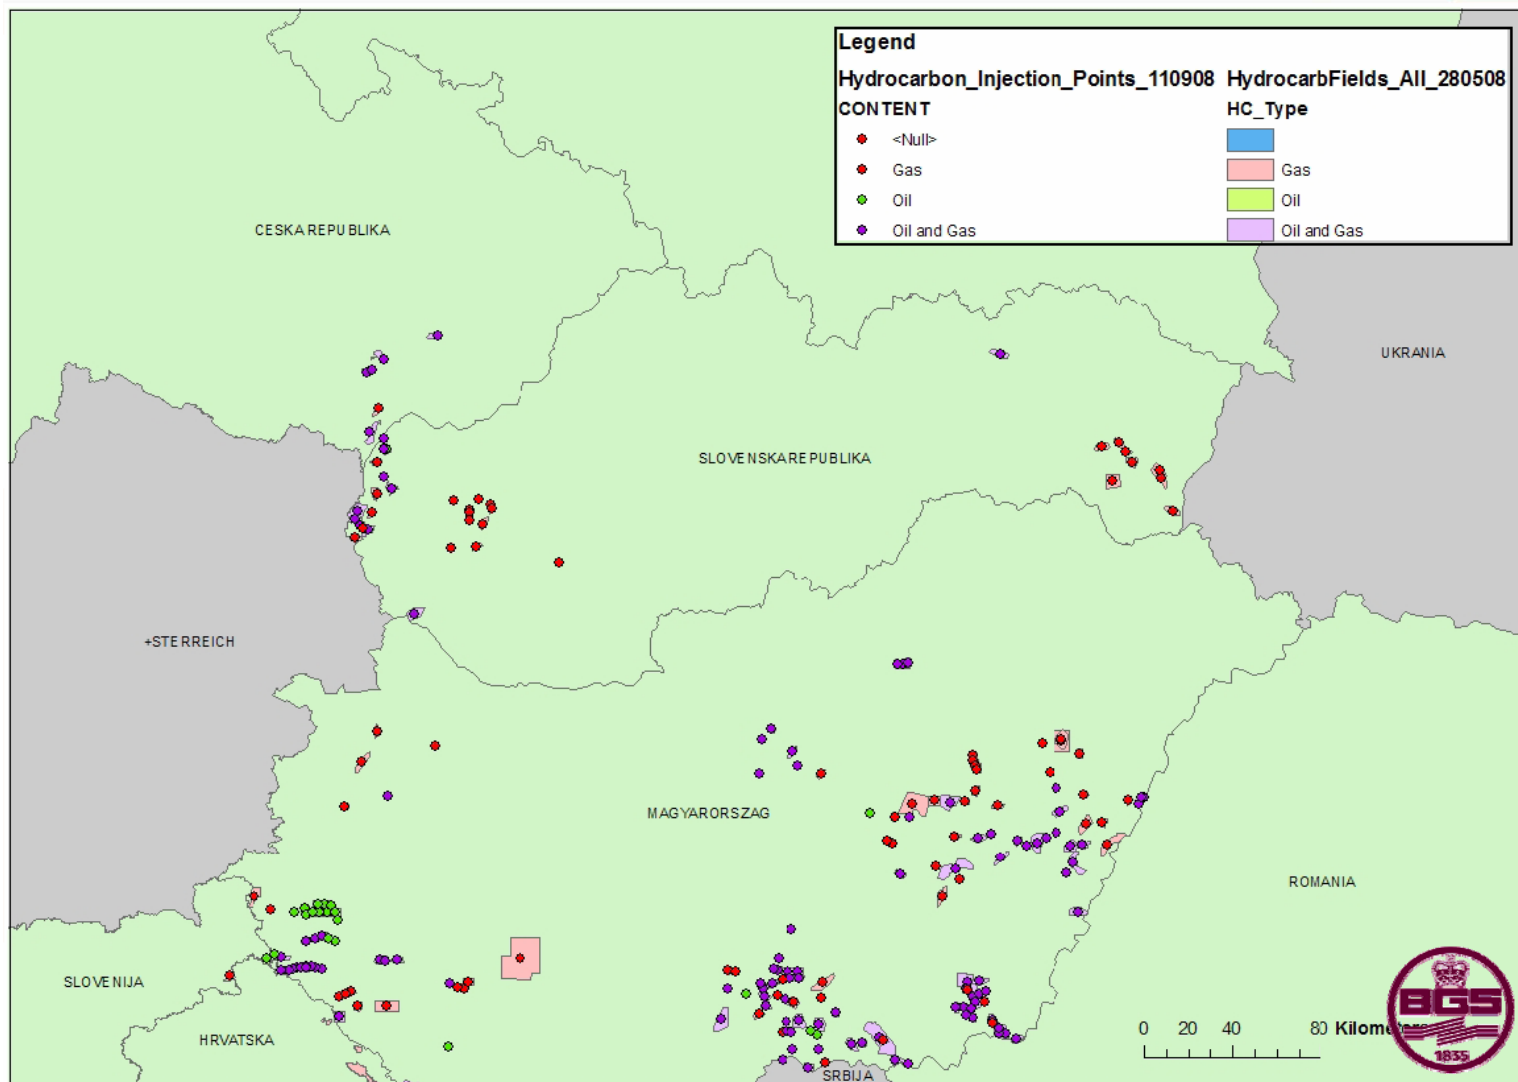 Legend
Hydrocarbon_Injection_Points_110908 HydrocarbFields_All_280508
CONTENT HC_Type
<Null>
Gas Gas
Oil Oil
Oil and Gas Oil and Gas
CESKA REPUBLIKA
UKRANIA
SLOVENSKA REPUBLIKA
+STERREICH
MAGYARORSZAG
ROMANIA
SLOVENIJA
HRVATSKA
SRBIJA
0 20 40 80 Kilometers
BGS
1835